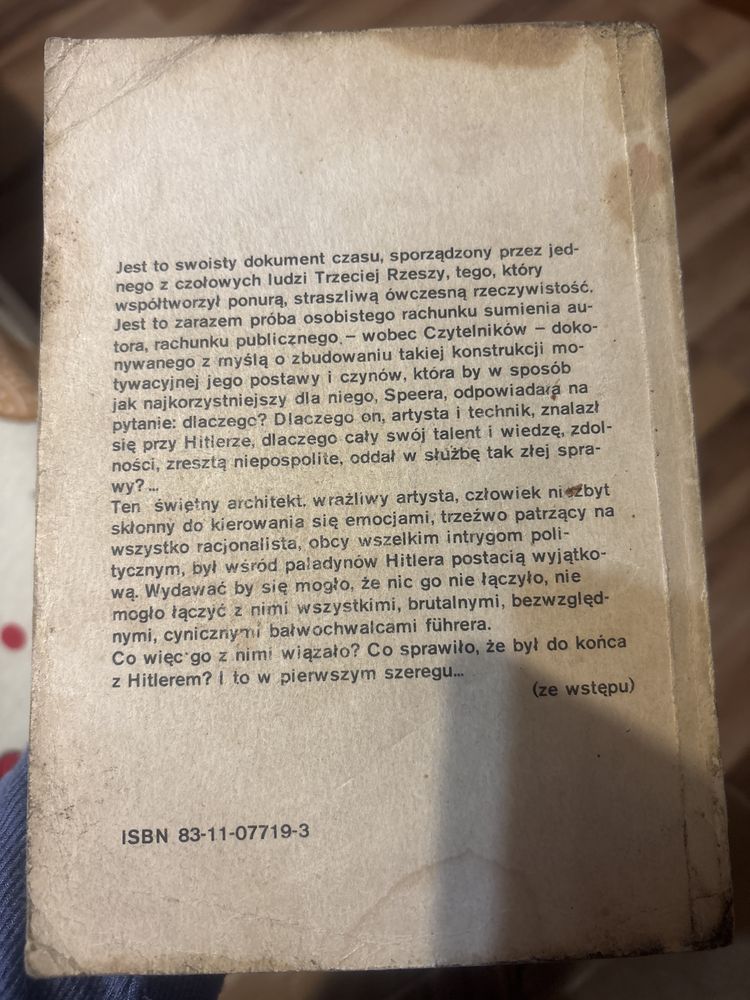 Jest to swoisty dokument czasu, sporządzony przez jed-
nego z czołowych ludzi Trzeciej Rzeszy, tego, który
współtworzył ponurą, straszliwą ówczesną rzeczywistość.
Jest to zarazem próba osobistego rachunku sumienia au-
tora, rachunku publicznego – wobec Czytelników – doko-
nywanego z myślą o zbudowaniu takiej konstrukcji mo-
tywacyjnej jego postawy i czynów, która by w sposób
jak najkorzystniejszy dla niego, Speera, odpowiadała na
pytanie: dlaczego? Dlaczego on, artysta i technik, znalazł
się przy Hitlerze, dlaczego cały swój talent i wiedzę, zdol-
ności, zresztą niepospolite, oddał w służbę tak złej spra-
wy?...
Ten świetny architekt, wrażliwy artysta, człowiek niezbyt
skłonny do kierowania się emocjami, trzeźwo patrzący na
wszystko racjonalista, obcy wszelkim intrygom poli-
tycznym, był wśród paladynów Hitlera postacią wyjątko-
wą. Wydawać by się mogło, że nic go nie łączyło, nie
mogło łączyć z nimi wszystkimi, brutalnymi, bezwzględ-
nymi, cynicznymi bałwochwalcami führera.
Co więc go z nimi wiązało? Co sprawiło, że był do końca
z Hitlerem? I to w pierwszym szeregu...
(ze wstępu)
ISBN 83-11-07719-3